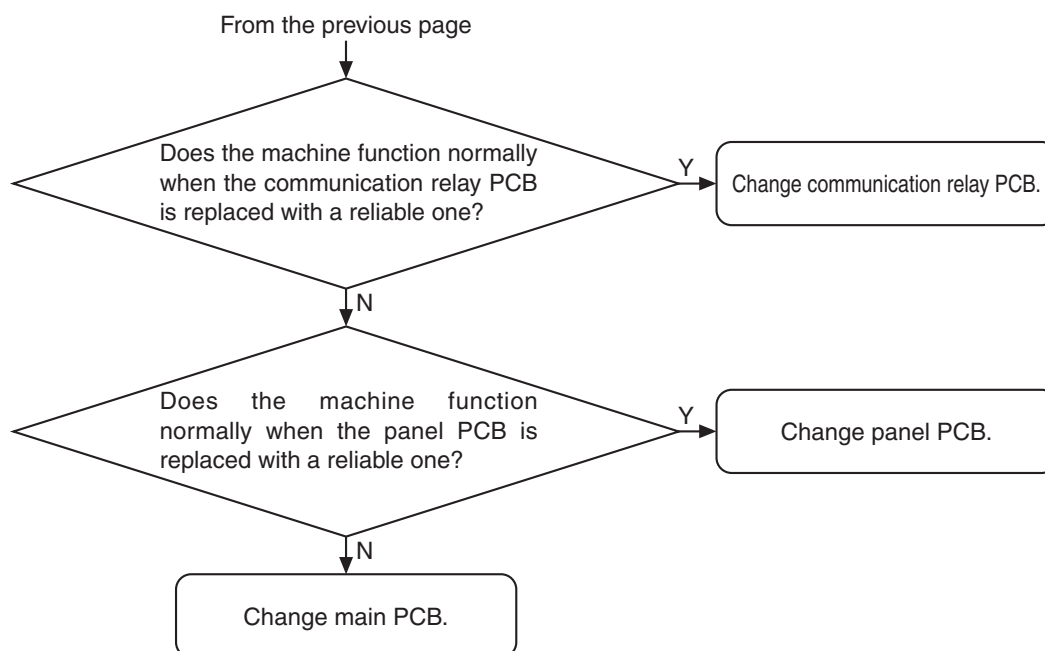 From the previous page
Does the machine function normally
when the communication relay PCB
is replaced with a reliable one?
Y
Change communication relay PCB.
N
Does the machine function
normally when the panel PCB is
replaced with a reliable one?
Y
Change panel PCB.
N
Change main PCB.